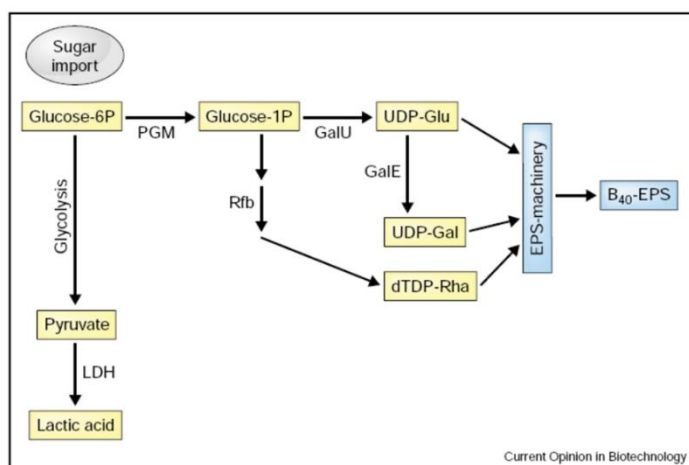 Sugar
import
Glucose-6P
PGM
Glucose-1P
GalU
UDP-Glu
GalE
Rfb
UDP-Gal
dTDP-Rha
EPS-machinery
B₄₀-EPS
Glycolysis
Pyruvate
LDH
Lactic acid
Current Opinion in Biotechnology